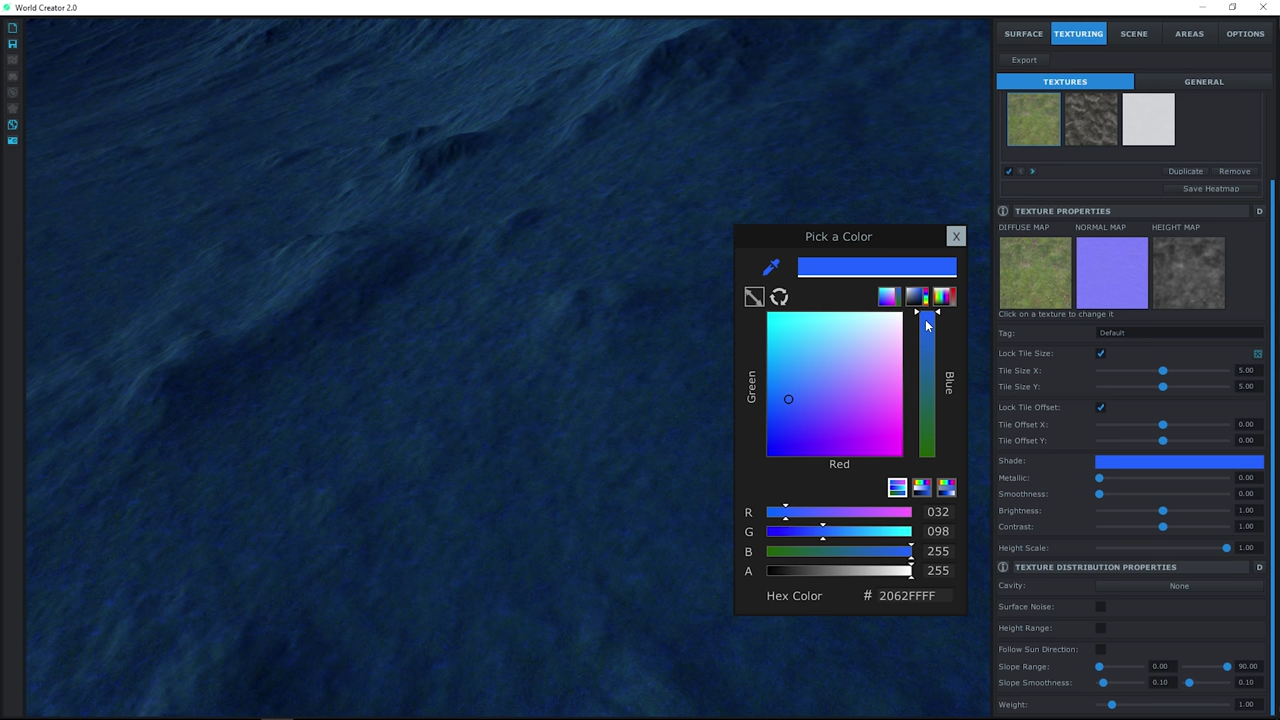 World Creator 2.0
SURFACE TEXTURING SCENE AREAS OPTIONS
Export
TEXTURES GENERAL
Duplicate Remove
Save Heatmap
TEXTURE PROPERTIES D
DIFFUSE MAP NORMAL MAP HEIGHT MAP
Click on a texture to change it
Tag: Default
Lock Tile Size:
Tile Size X: 5.00
Tile Size Y: 5.00
Lock Tile Offset:
Tile Offset X: 0.00
Tile Offset Y: 0.00
Shade:
Metallic: 0.00
Smoothness: 0.00
Brightness: 1.00
Contrast: 1.00
Height Scale: 1.00
TEXTURE DISTRIBUTION PROPERTIES D
Cavity: None
Surface Noise:
Height Range:
Follow Sun Direction:
Slope Range: 0.00 90.00
Slope Smoothness: 0.10 0.10
Weight: 1.00
Pick a Color X
Green
Blue
Red
R 032
G 098
B 255
A 255
Hex Color # 2062FFFF